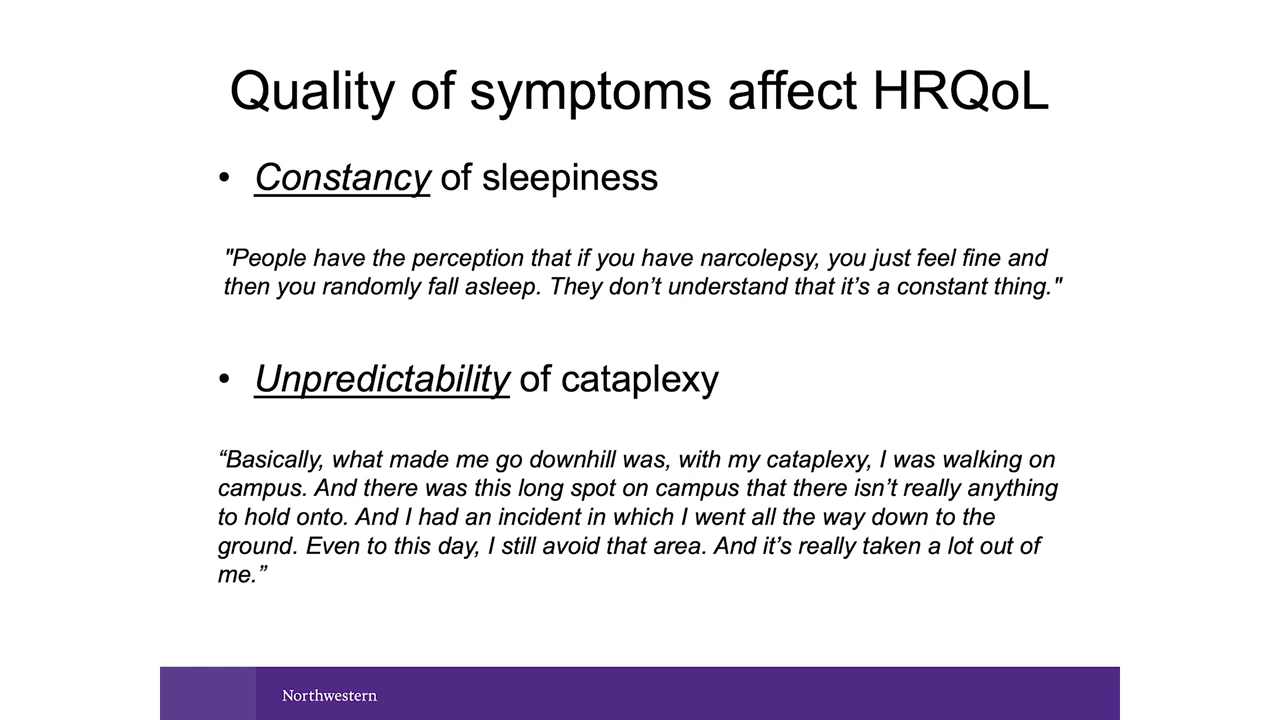 Quality of symptoms affect HRQoL
• Constancy of sleepiness
"People have the perception that if you have narcolepsy, you just feel fine and
then you randomly fall asleep. They don’t understand that it’s a constant thing."
• Unpredictability of cataplexy
“Basically, what made me go downhill was, with my cataplexy, I was walking on
campus. And there was this long spot on campus that there isn’t really anything
to hold onto. And I had an incident in which I went all the way down to the
ground. Even to this day, I still avoid that area. And it’s really taken a lot out of
me.”
Northwestern